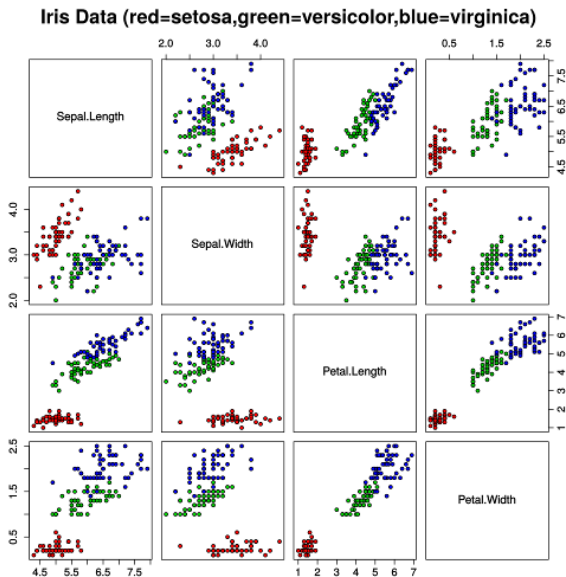 Iris Data (red=setosa,green=versicolor,blue=virginica)
2.0 3.0 4.0
0.5 1.5 2.5
Sepal.Length
4.5 5.5 6.5 7.5
2.0 3.0 4.0
Sepal.Width
Petal.Length
1 2 3 4 5 6 7
0.5 1.5 2.5
Petal.Width
4.5 5.5 6.5 7.5
1 2 3 4 5 6 7